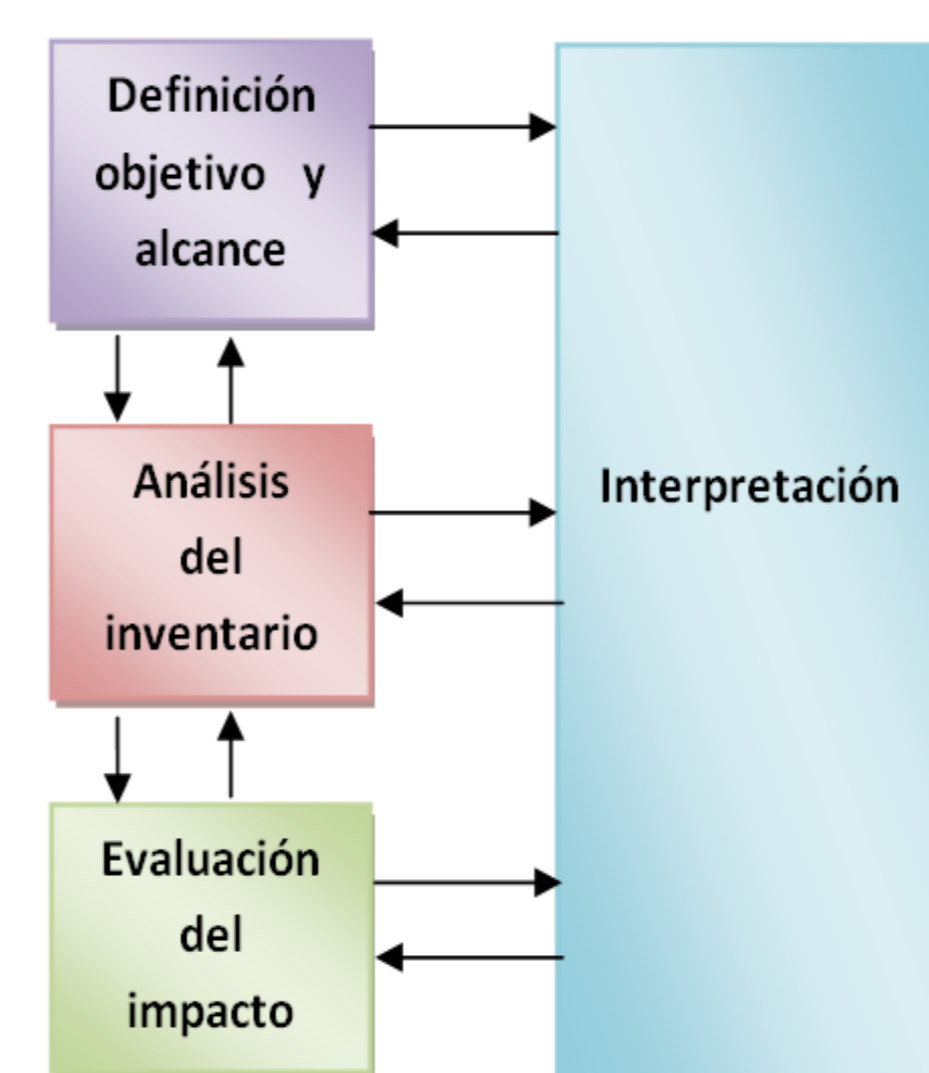 Definición
objetivo y
alcance
Análisis
del
inventario
Interpretación
Evaluación
del
impacto